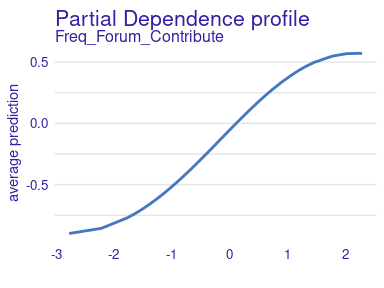 Partial Dependence profile
Freq_Forum_Contribute
average prediction
0.5
0.0
-0.5
-3 -2 -1 0 1 2